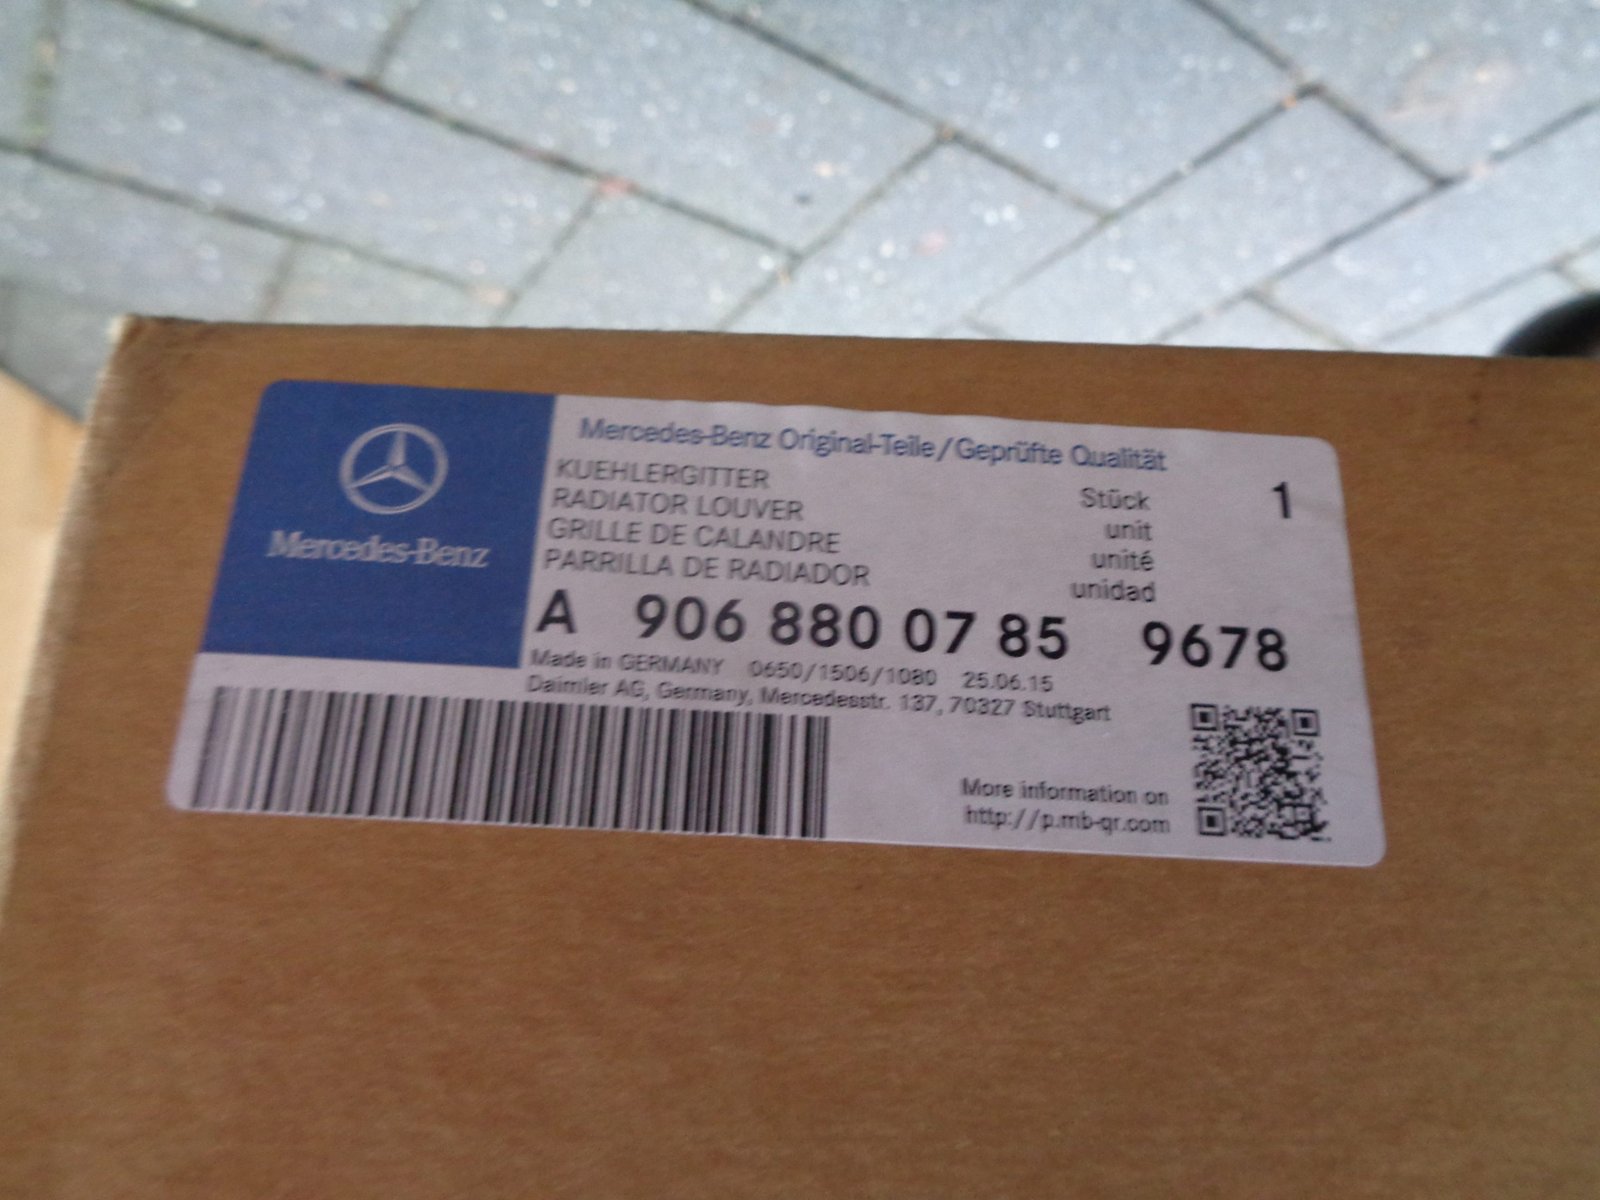 Mercedes-Benz
Mercedes-Benz Original-Teile/Geprüfte Qualität
KUEHLERGITTER
RADIATOR LOUVER
GRILLE DE CALANDRE
PARRILLA DE RADIADOR
Stück 1
unit
unité
unidad
A 906 880 07 85 9678
Made in GERMANY 0650/1506/1080 25.06.15
Daimler AG, Germany, Mercedesstr. 137, 70327 Stuttgart
More information on
http://p.mb-qr.com